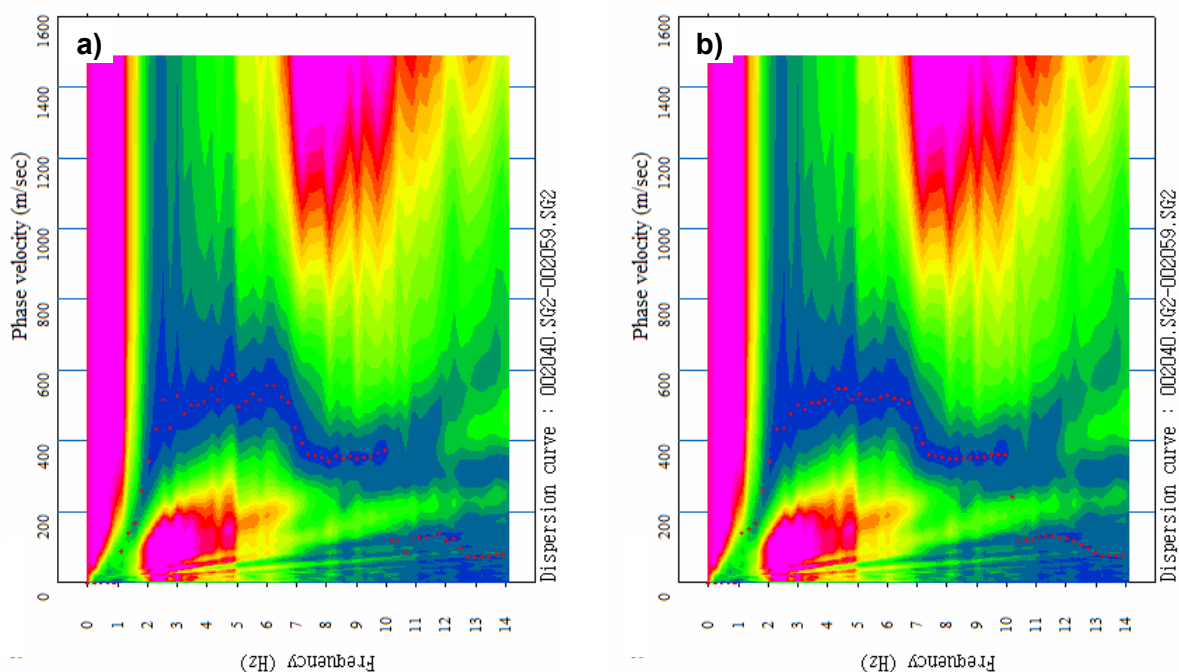 a)
Phase velocity (m/sec)
1600
1400
1200
1000
800
600
400
200
0
0 1 2 3 4 5 6 7 8 9 10 11 12 13 14
Frequency (Hz)
Dispersion curve : 002040.SG2-002059.SG2
b)
Phase velocity (m/sec)
1600
1400
1200
1000
800
600
400
200
0
0 1 2 3 4 5 6 7 8 9 10 11 12 13 14
Frequency (Hz)
Dispersion curve : 002040.SG2-002059.SG2